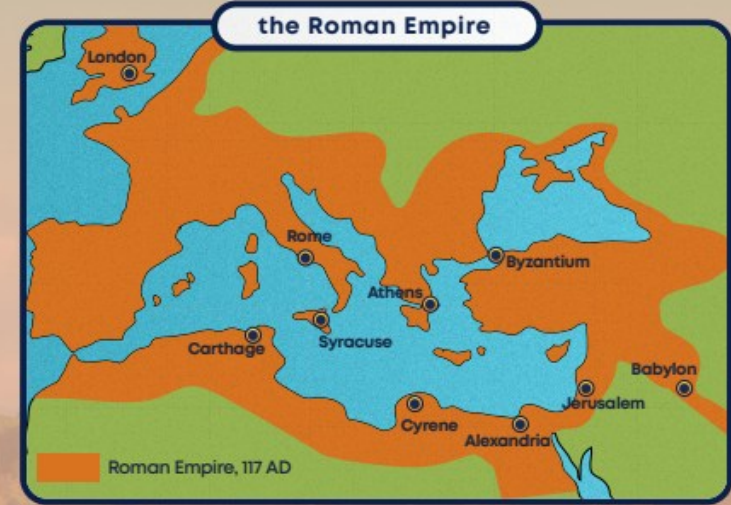 the Roman Empire
London
Rome
Byzantium
Athens
Syracuse
Carthage
Babylon
Jerusalem
Cyrene
Alexandria
Roman Empire, 117 AD